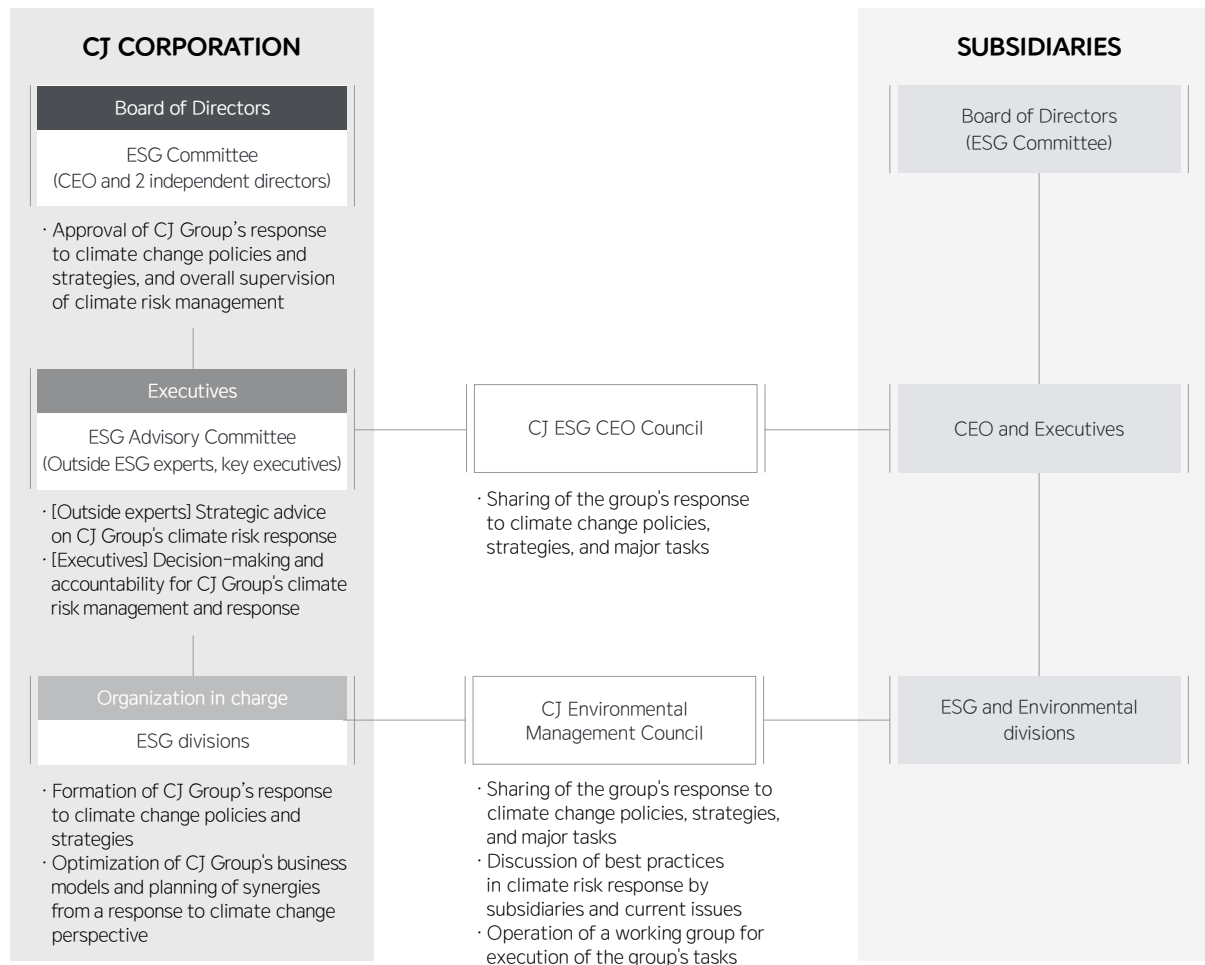 CJ CORPORATION
Board of Directors
ESG Committee
(CEO and 2 independent directors)
· Approval of CJ Group’s response
to climate change policies and
strategies, and overall supervision
of climate risk management
Executives
ESG Advisory Committee
(Outside ESG experts, key executives)
· [Outside experts] Strategic advice
on CJ Group's climate risk response
· [Executives] Decision-making and
accountability for CJ Group's climate
risk management and response
Organization in charge
ESG divisions
· Formation of CJ Group’s response
to climate change policies and
strategies
· Optimization of CJ Group's business
models and planning of synergies
from a response to climate change
perspective
CJ ESG CEO Council
· Sharing of the group's response
to climate change policies,
strategies, and major tasks
CJ Environmental
Management Council
· Sharing of the group's response to
climate change policies, strategies,
and major tasks
· Discussion of best practices
in climate risk response by
subsidiaries and current issues
· Operation of a working group for
execution of the group's tasks
SUBSIDIARIES
Board of Directors
(ESG Committee)
CEO and Executives
ESG and Environmental
divisions